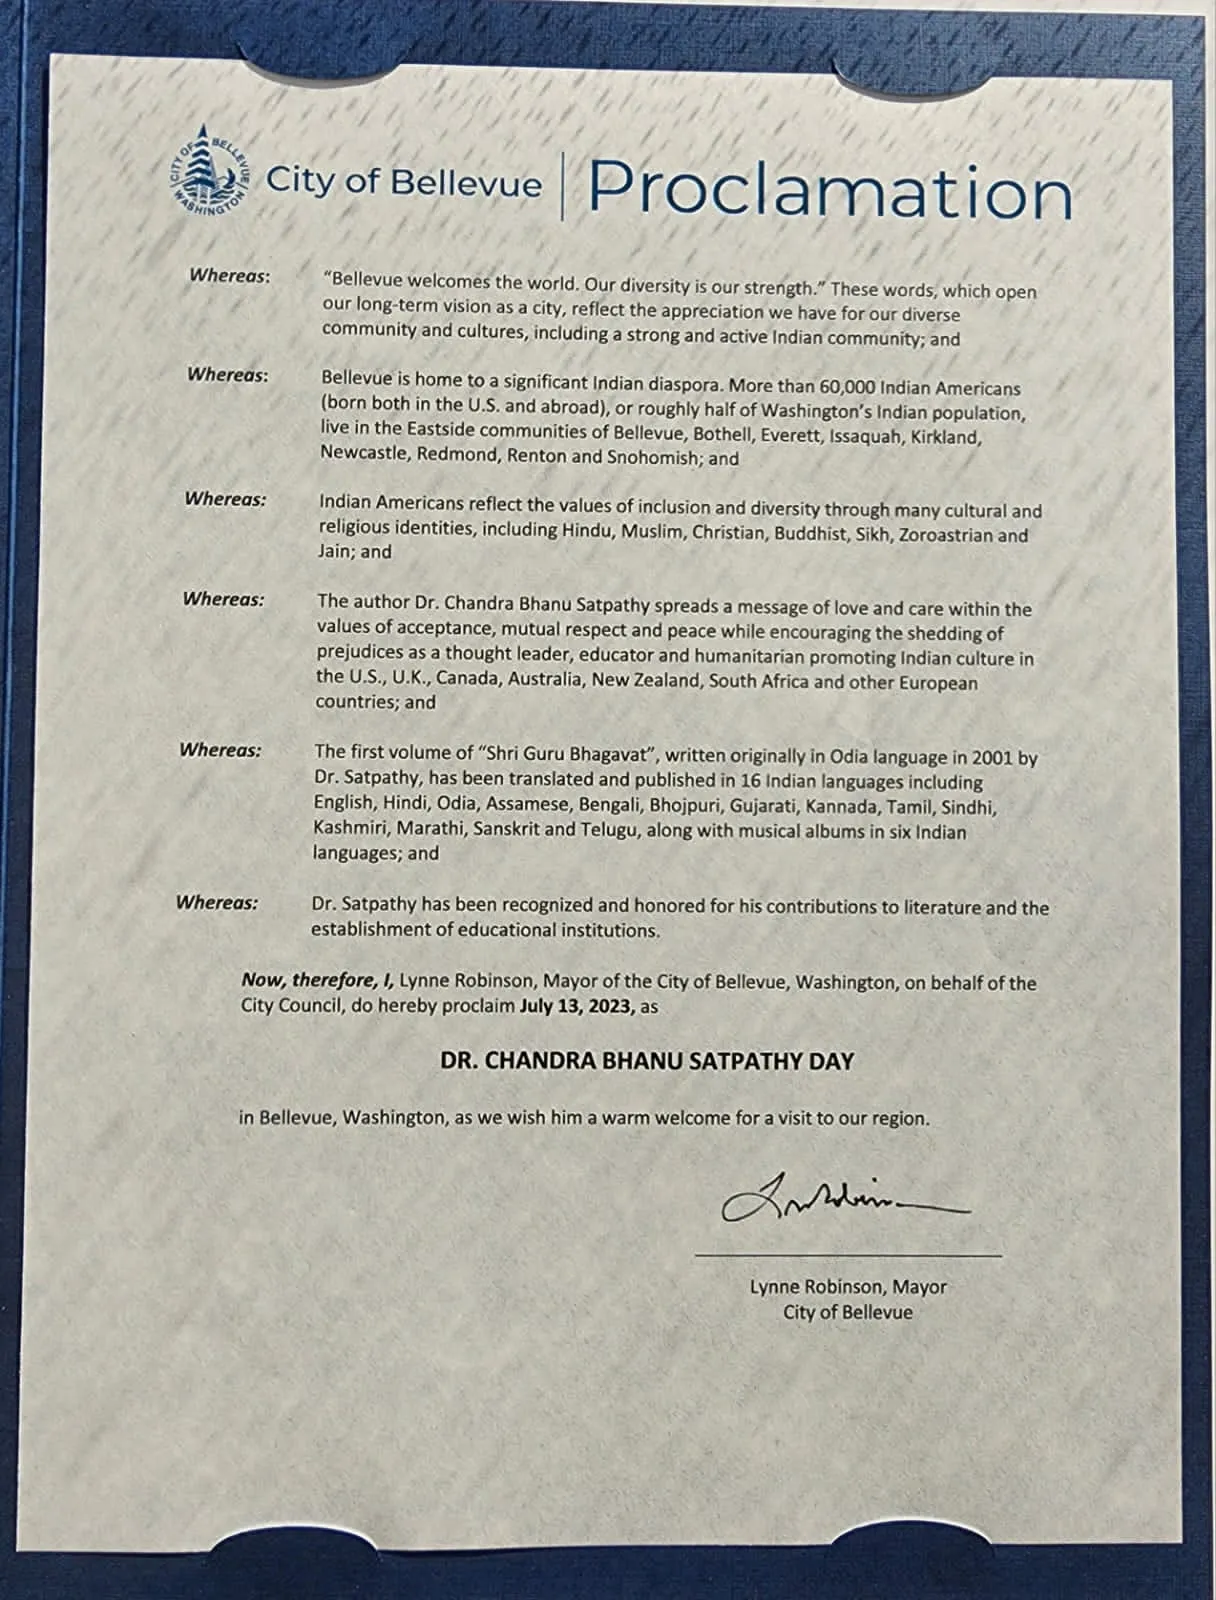 CITY OF BELLEVUE
WASHINGTON
City of Bellevue | Proclamation
Whereas: “Bellevue welcomes the world. Our diversity is our strength.” These words, which open
our long-term vision as a city, reflect the appreciation we have for our diverse
community and cultures, including a strong and active Indian community; and
Whereas: Bellevue is home to a significant Indian diaspora. More than 60,000 Indian Americans
(born both in the U.S. and abroad), or roughly half of Washington’s Indian population,
live in the Eastside communities of Bellevue, Bothell, Everett, Issaquah, Kirkland,
Newcastle, Redmond, Renton and Snohomish; and
Whereas: Indian Americans reflect the values of inclusion and diversity through many cultural and
religious identities, including Hindu, Muslim, Christian, Buddhist, Sikh, Zoroastrian and
Jain; and
Whereas: The author Dr. Chandra Bhanu Satpathy spreads a message of love and care within the
values of acceptance, mutual respect and peace while encouraging the shedding of
prejudices as a thought leader, educator and humanitarian promoting Indian culture in
the U.S., U.K., Canada, Australia, New Zealand, South Africa and other European
countries; and
Whereas: The first volume of “Shri Guru Bhagavat”, written originally in Odia language in 2001 by
Dr. Satpathy, has been translated and published in 16 Indian languages including
English, Hindi, Odia, Assamese, Bengali, Bhojpuri, Gujarati, Kannada, Tamil, Sindhi,
Kashmiri, Marathi, Sanskrit and Telugu, along with musical albums in six Indian
languages; and
Whereas: Dr. Satpathy has been recognized and honored for his contributions to literature and the
establishment of educational institutions.
Now, therefore, I, Lynne Robinson, Mayor of the City of Bellevue, Washington, on behalf of the
City Council, do hereby proclaim July 13, 2023, as
DR. CHANDRA BHANU SATPATHY DAY
in Bellevue, Washington, as we wish him a warm welcome for a visit to our region.
Lynne Robinson, Mayor
City of Bellevue